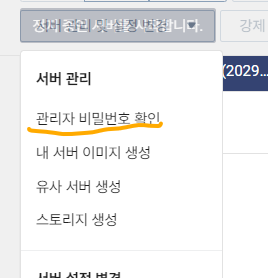 강제
(2029...
서버 관리
관리자 비밀번호 확인
내 서버 이미지 생성
유사 서버 생성
스토리지 생성
서버 설정 변경